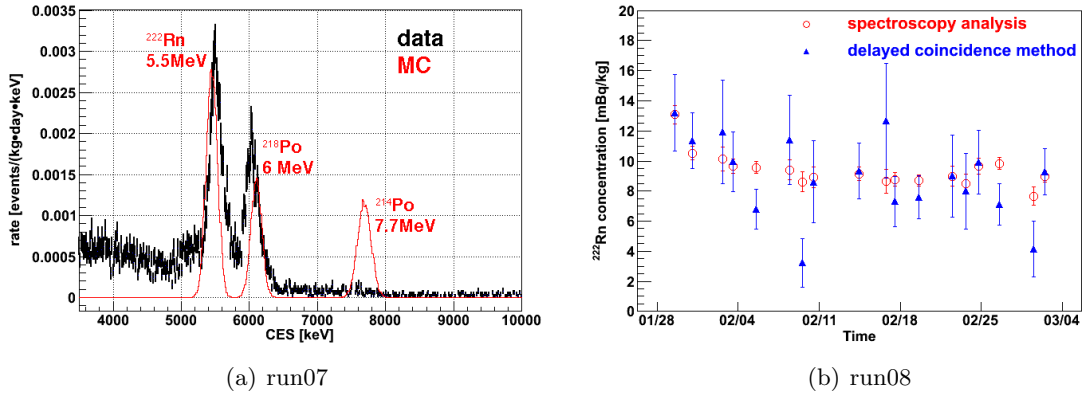 0.0035
0.003
0.0025
0.002
0.0015
0.001
0.0005
0
rate [events/(kg•day•keV]
²²²Rn
5.5MeV
data
MC
²¹⁸Po
6 MeV
²¹⁴Po
7.7MeV
4000 5000 6000 7000 8000 9000 10000
CES [keV]
(a) run07
20
18
16
14
12
10
8
6
4
2
0
²²²Rn concentration [mBq/kg]
spectroscopy analysis
delayed coincidence method
01/28 02/04 02/11 02/18 02/25 03/04
Time
(b) run08